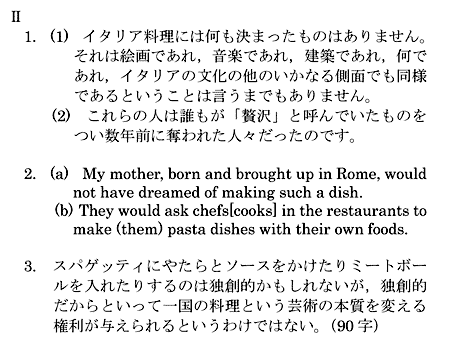 II
1. (1) イタリア料理には何も決まったものはありません。
それは絵画であれ，音楽であれ，建築であれ，何で
あれ，イタリアの文化の他のいかなる側面でも同様
であるということは言うまでもありません。
(2) これらの人は誰もが「贅沢」と呼んでいたものを
つい数年前に奪われた人々だったのです。
2. (a) My mother, born and brought up in Rome, would
not have dreamed of making such a dish.
(b) They would ask chefs[cooks] in the restaurants to
make (them) pasta dishes with their own foods.
3. スパゲッティにやたらとソースをかけたりミートボー
ルを入れたりするのは独創的かもしれないが，独創的
だからといって一国の料理という芸術の本質を変える
権利が与えられるというわけではない。（90字）